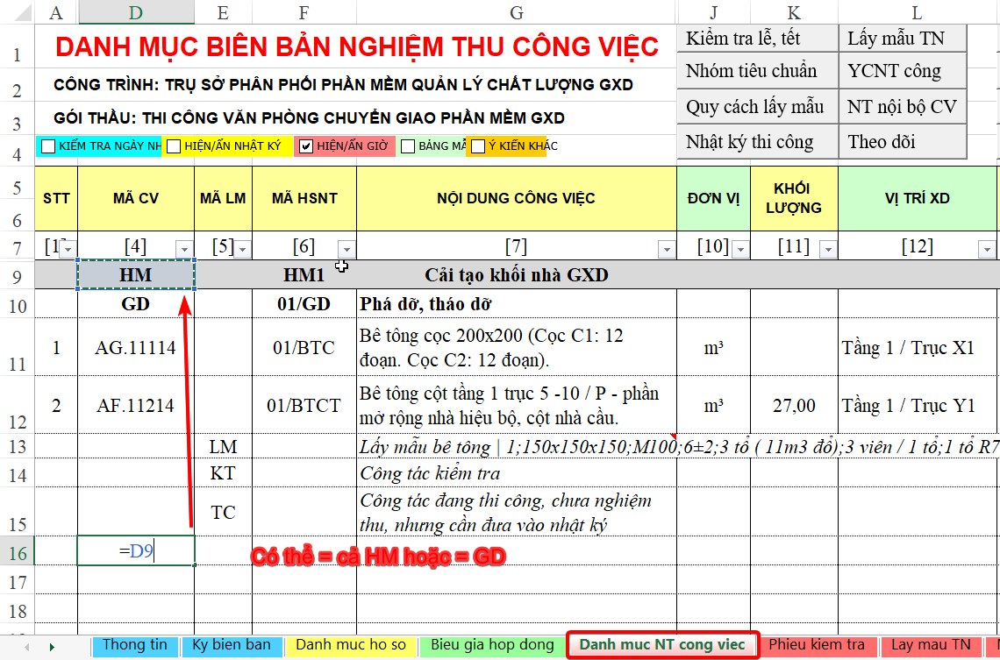 A D E F G J K L
1 DANH MỤC BIÊN BẢN NGHIỆM THU CÔNG VIỆC
Kiểm tra lễ, tết Lấy mẫu TN
2 CÔNG TRÌNH: TRỤ SỞ PHÂN PHỐI PHẦN MỀM QUẢN LÝ CHẤT LƯỢNG GXD
Nhóm tiêu chuẩn YCNT công
3 GÓI THẦU: THI CÔNG VĂN PHÒNG CHUYỂN GIAO PHẦN MỀM GXD
Quy cách lấy mẫu NT nội bộ CV
4 KIỂM TRA NGÀY NH HIỆN/ẨN NHẬT KÝ HIỆN/ẨN GIỜ BẢNG MẪ Ý KIẾN KHÁC
Nhật ký thi công Theo dõi
5 STT MÃ CV MÃ LM MÃ HSNT NỘI DUNG CÔNG VIỆC ĐƠN VỊ KHỐI LƯỢNG VỊ TRÍ XD
6
7 [1] [4] [5] [6] [7] [10] [11] [12]
9 HM HM1 Cải tạo khối nhà GXD
10 GD 01/GD Phá dỡ, tháo dỡ
11 1 AG.11114 01/BTC Bê tông cọc 200x200 (Cọc C1: 12
đoạn. Cọc C2: 12 đoạn). m³ Tầng 1 / Trục X1
12 2 AF.11214 01/BTCT Bê tông cột tầng 1 trục 5 -10 / P - phần
mở rộng nhà hiệu bộ, cột nhà cầu. m³ 27,00 Tầng 1 / Trục Y1
13 LM Lấy mẫu bê tông | 1;150x150x150;M100;6±2;3 tổ ( 11m3 đổ);3 viên / 1 tổ;1 tổ R7
14 KT Công tác kiểm tra
15 TC Công tác đang thi công, chưa nghiệm
thu, nhưng cần đưa vào nhật ký
16 =D9 Có thể = cả HM hoặc = GD
17
18
Thong tin Ky bien ban Danh muc ho so Bieu gia hop dong Danh muc NT cong viec Phieu kiem tra Lay mau TN